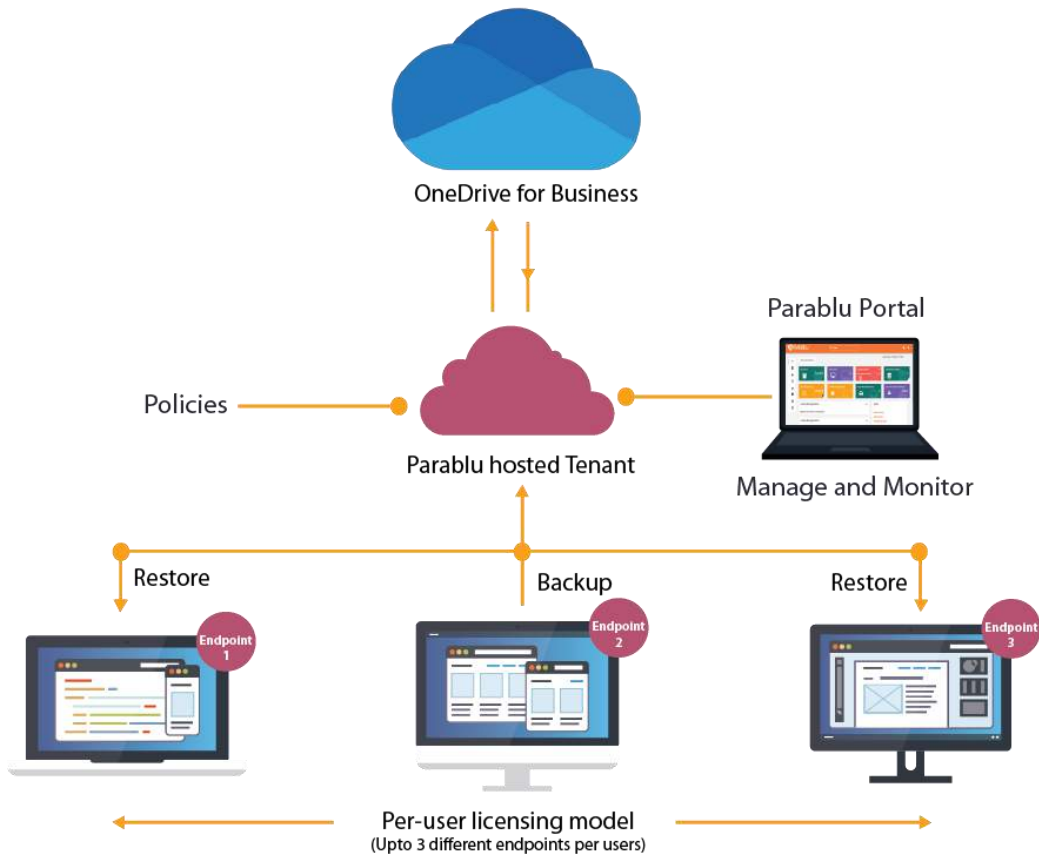 OneDrive for Business
Parablu Portal
Policies
Parablu hosted Tenant
Manage and Monitor
Restore
Backup
Restore
Endpoint
1
Endpoint
2
Endpoint
3
Per-user licensing model
(Upto 3 different endpoints per users)